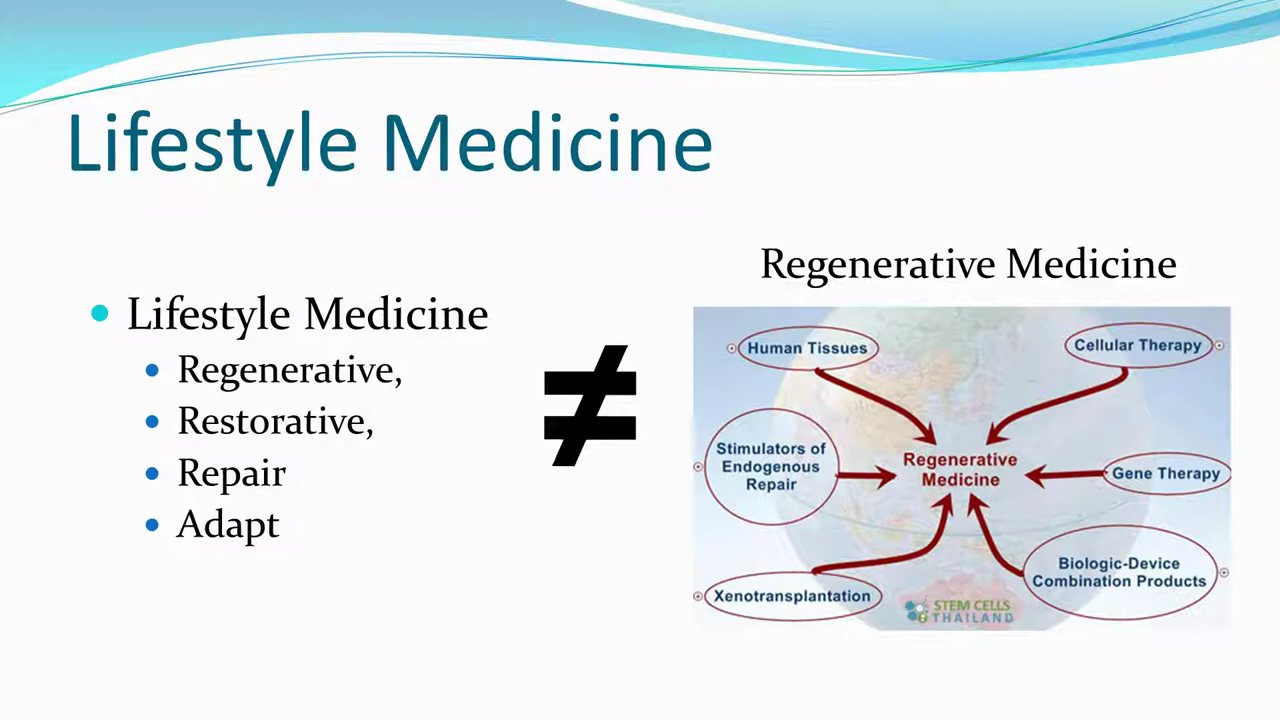 Lifestyle Medicine
Lifestyle Medicine
Regenerative,
Restorative,
Repair
Adapt
≠
Regenerative Medicine
Human Tissues
Cellular Therapy
Stimulators of
Endogenous
Repair
Regenerative
Medicine
Gene Therapy
Xenotransplantation
Biologic-Device
Combination Products
STEM CELLS
THAILAND